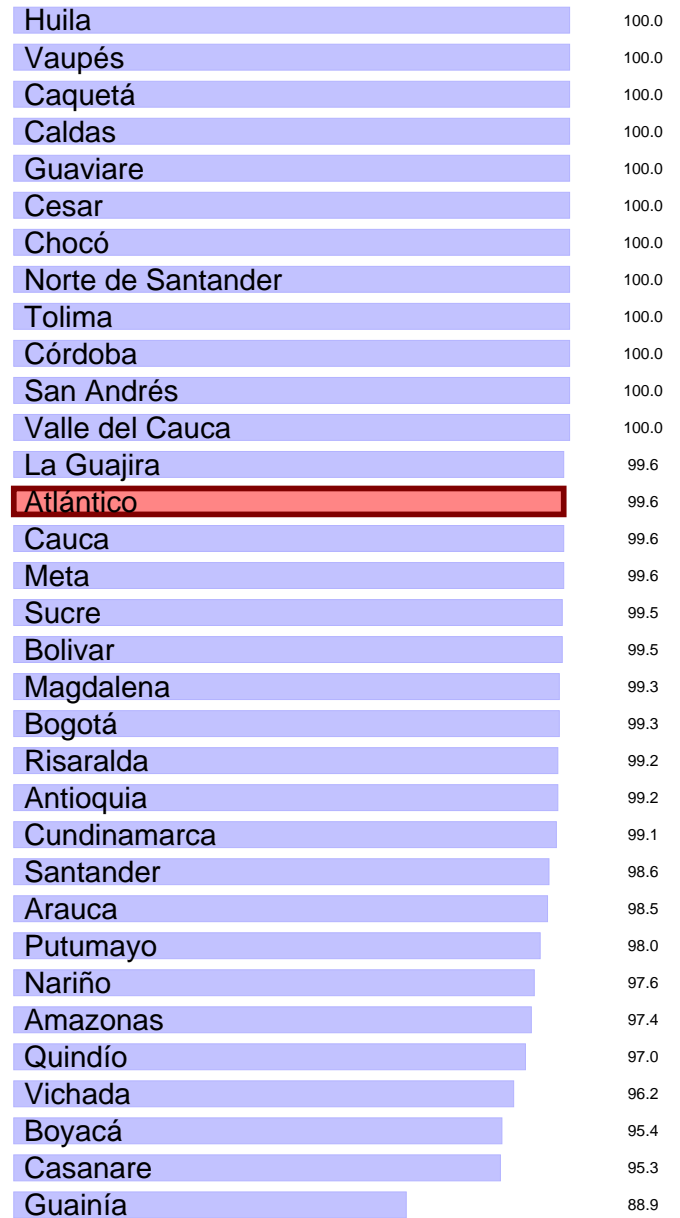 Huila 100.0
Vaupés 100.0
Caquetá 100.0
Caldas 100.0
Guaviare 100.0
Cesar 100.0
Chocó 100.0
Norte de Santander 100.0
Tolima 100.0
Córdoba 100.0
San Andrés 100.0
Valle del Cauca 100.0
La Guajira 99.6
Atlántico 99.6
Cauca 99.6
Meta 99.6
Sucre 99.5
Bolivar 99.5
Magdalena 99.3
Bogotá 99.3
Risaralda 99.2
Antioquia 99.2
Cundinamarca 99.1
Santander 98.6
Arauca 98.5
Putumayo 98.0
Nariño 97.6
Amazonas 97.4
Quindío 97.0
Vichada 96.2
Boyacá 95.4
Casanare 95.3
Guainía 88.9